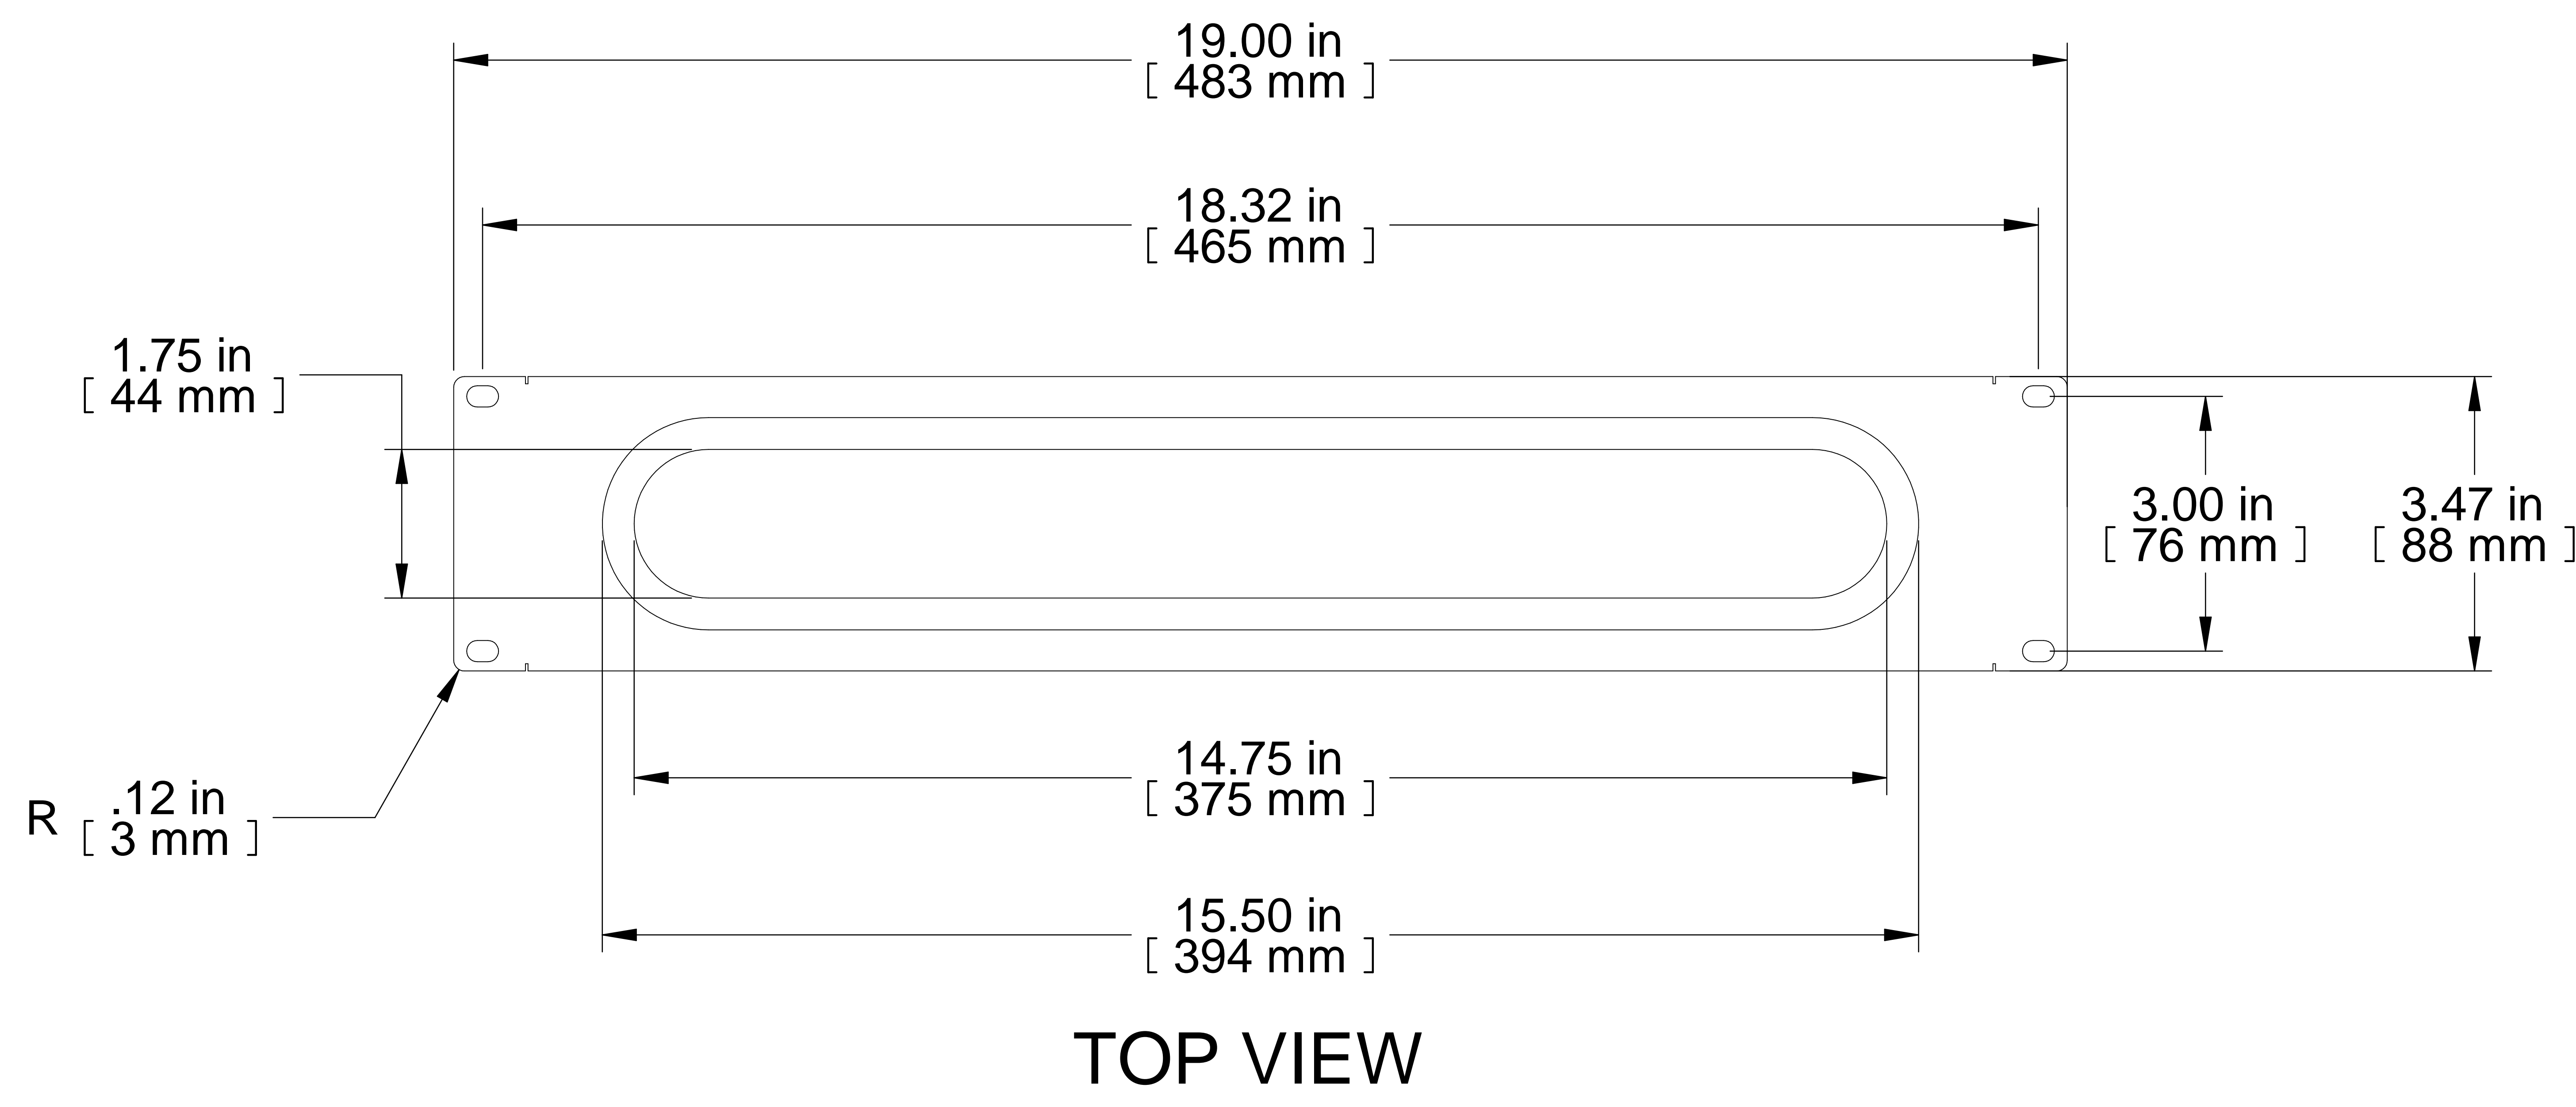 19.00 in
[ 483 mm ]
18.32 in
[ 465 mm ]
1.75 in
[ 44 mm ]
3.00 in
[ 76 mm ]
3.47 in
[ 88 mm ]
R .12 in
[ 3 mm ]
14.75 in
[ 375 mm ]
15.50 in
[ 394 mm ]
TOP VIEW